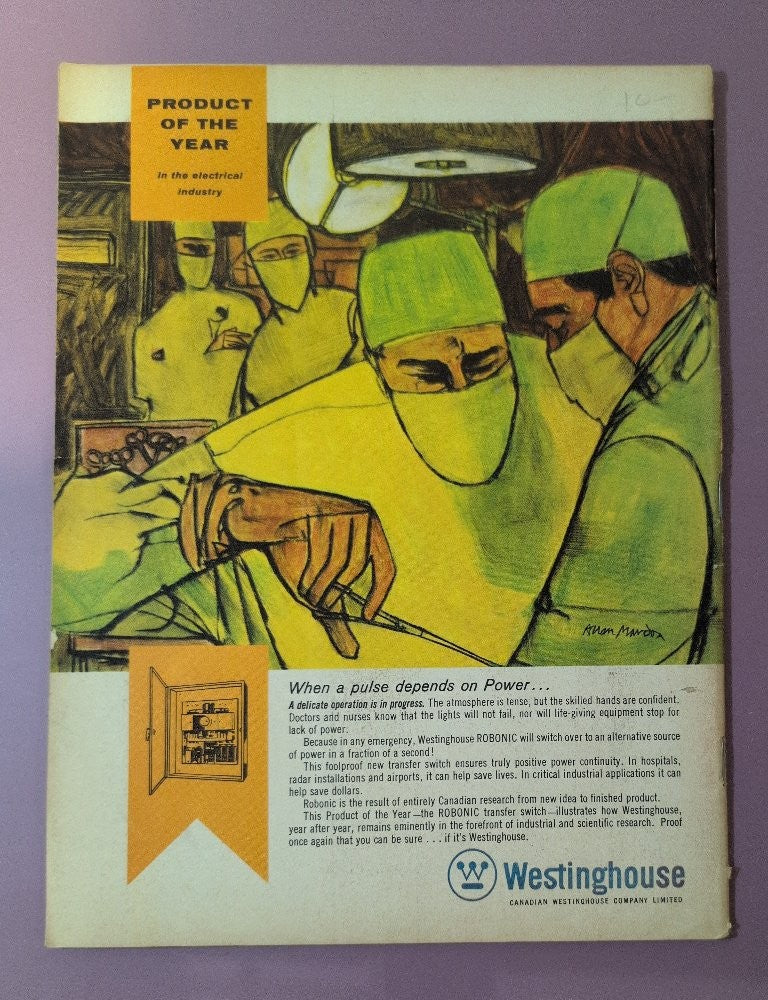 PRODUCT
OF THE
YEAR
in the electrical
industry
16
Allan Mardon
When a pulse depends on Power...
A delicate operation is in progress. The atmosphere is tense, but the skilled hands are confident.
Doctors and nurses know that the lights will not fail, nor will life-giving equipment stop for
lack of power.
Because in any emergency, Westinghouse ROBONIC will switch over to an alternative source
of power in a fraction of a second!
This foolproof new transfer switch ensures truly positive power continuity. In hospitals,
radar installations and airports, it can help save lives. In critical industrial applications it can
help save dollars.
Robonic is the result of entirely Canadian research from new idea to finished product.
This Product of the Year—the ROBONIC transfer switch—illustrates how Westinghouse,
year after year, remains eminently in the forefront of industrial and scientific research. Proof
once again that you can be sure . . . if it's Westinghouse.
W Westinghouse
CANADIAN WESTINGHOUSE COMPANY LIMITED